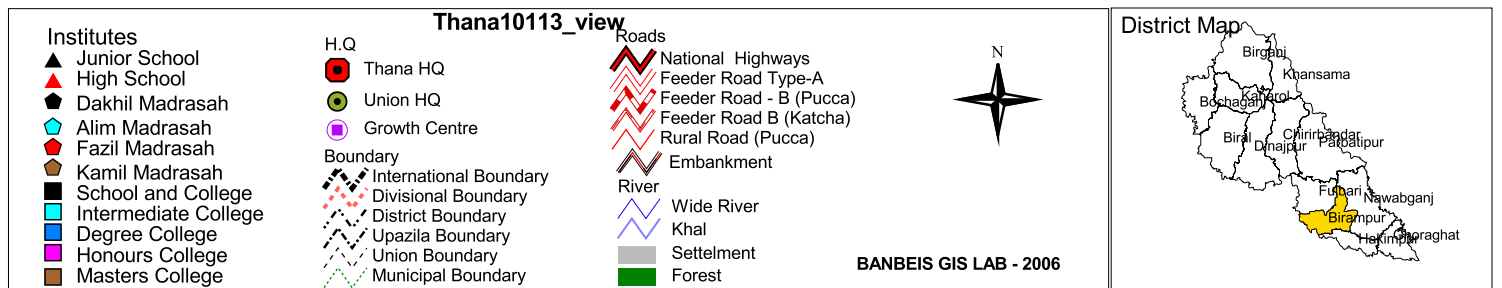 Thana10113_view
Institutes
Junior School
High School
Dakhil Madrasah
Alim Madrasah
Fazil Madrasah
Kamil Madrasah
School and College
Intermediate College
Degree College
Honours College
Masters College
H.Q
Thana HQ
Union HQ
Growth Centre
Boundary
International Boundary
Divisional Boundary
District Boundary
Upazila Boundary
Union Boundary
Municipal Boundary
Roads
National Highways
Feeder Road Type-A
Feeder Road - B (Pucca)
Feeder Road B (Katcha)
Rural Road (Pucca)
Embankment
River
Wide River
Khal
Settelment
Forest
N
BANBEIS GIS LAB - 2006
District Map
Birganj
Khansama
Kaharol
Bochaganj
Biral
Dinajpur
Chirirbandar
Parbatipur
Fulbari
Nawabganj
Birampur
Hakimpur
Ghoraghat